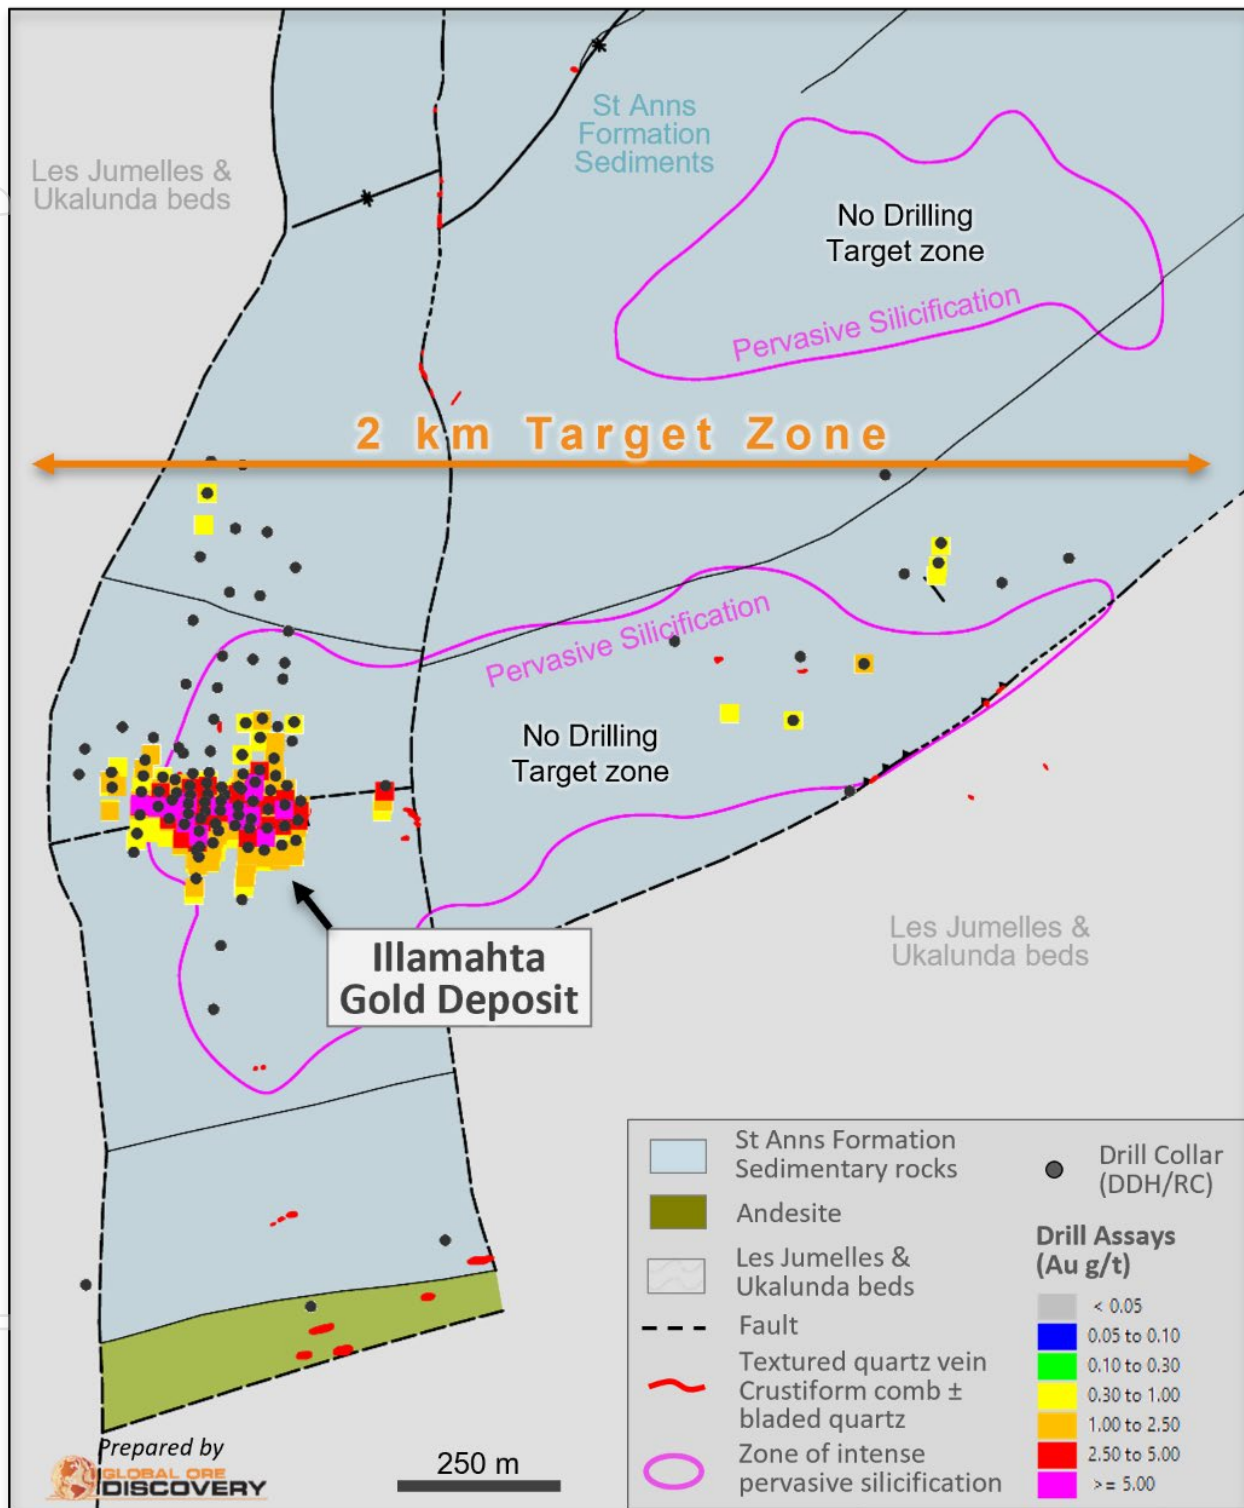 St Anns
Formation
Sediments
Les Jumelles &
Ukalunda beds
No Drilling
Target zone
Pervasive Silicification
2 km Target Zone
Pervasive Silicification
No Drilling
Target zone
Les Jumelles &
Ukalunda beds
Illamahta
Gold Deposit
St Anns Formation
Sedimentary rocks
Andesite
Les Jumelles &
Ukalunda beds
Fault
Textured quartz vein
Crustiform comb ±
bladed quartz
Zone of intense
pervasive silicification
Drill Collar
(DDH/RC)
Drill Assays
(Au g/t)
< 0.05
0.05 to 0.10
0.10 to 0.30
0.30 to 1.00
1.00 to 2.50
2.50 to 5.00
>= 5.00
Prepared by
GLOBAL ORE
DISCOVERY
250 m